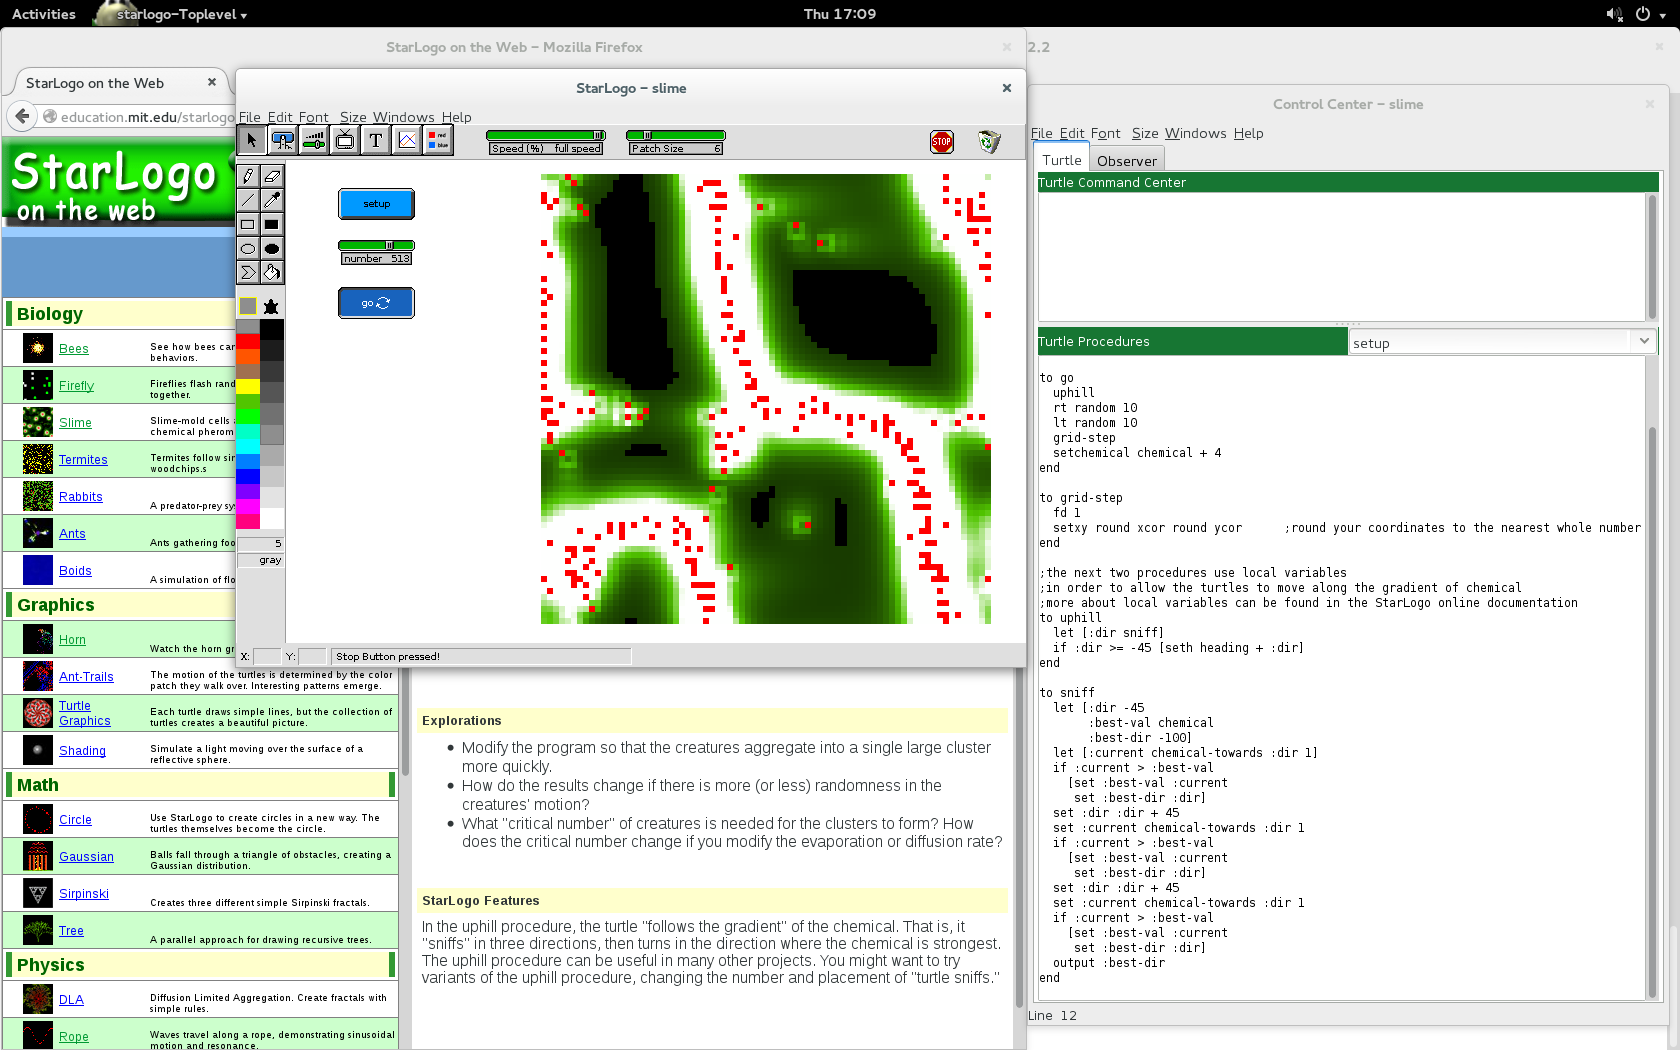 Activities
starlogo-Toplevel
Thu 17:09
StarLogo on the Web – Mozilla Firefox
2.2
StarLogo on the Web
education.mit.edu/starlogo
StarLogo
on the web
Biology
Bees
See how bees can
behaviors.
Firefly
Fireflies flash rand
together.
Slime
Slime-mold cells
chemical pherom
Termites
Termites follow sim
woodchips.s
Rabbits
A predator-prey sys
Ants
Ants gathering foo
Boids
A simulation of flo
Graphics
Horn
Watch the horn gr
Ant-Trails
The motion of the turtles is determined by the color
patch they walk over. Interesting patterns emerge.
Turtle
Graphics
Each turtle draws simple lines, but the collection of
turtles creates a beautiful picture.
Shading
Simulate a light moving over the surface of a
reflective sphere.
Math
Circle
Use StarLogo to create circles in a new way. The
turtles themselves become the circle.
Gaussian
Balls fall through a triangle of obstacles, creating a
Gaussian distribution.
Sirpinski
Creates three different simple Sirpinski fractals.
Tree
A parallel approach for drawing recursive trees.
Physics
DLA
Diffusion Limited Aggregation. Create fractals with
simple rules.
Rope
Waves travel along a rope, demonstrating sinusoidal
motion and resonance.
StarLogo – slime
File Edit Font Size Windows Help
T
red
blue
Speed (%) full speed
Patch Size 6
STOP
setup
number 513
go
5
gray
X:
Y:
Stop Button pressed!
Explorations
• Modify the program so that the creatures aggregate into a single large cluster
more quickly.
• How do the results change if there is more (or less) randomness in the
creatures' motion?
• What "critical number" of creatures is needed for the clusters to form? How
does the critical number change if you modify the evaporation or diffusion rate?
StarLogo Features
In the uphill procedure, the turtle "follows the gradient" of the chemical. That is, it
"sniffs" in three directions, then turns in the direction where the chemical is strongest.
The uphill procedure can be useful in many other projects. You might want to try
variants of the uphill procedure, changing the number and placement of "turtle sniffs."
Control Center – slime
File Edit Font Size Windows Help
Turtle
Observer
Turtle Command Center
Turtle Procedures
setup
to go
  uphill
  rt random 10
  lt random 10
  grid-step
  setchemical chemical + 4
end
to grid-step
  fd 1
  setxy round xcor round ycor      ;round your coordinates to the nearest whole number
end
;the next two procedures use local variables
;in order to allow the turtles to move along the gradient of chemical
;more about local variables can be found in the StarLogo online documentation
to uphill
  let [:dir sniff]
  if :dir >= -45 [seth heading + :dir]
end
to sniff
  let [:dir -45
       :best-val chemical
       :best-dir -100]
  let [:current chemical-towards :dir 1]
  if :current > :best-val
    [set :best-val :current
     set :best-dir :dir]
  set :dir :dir + 45
  set :current chemical-towards :dir 1
  if :current > :best-val
    [set :best-val :current
     set :best-dir :dir]
  set :dir :dir + 45
  set :current chemical-towards :dir 1
  if :current > :best-val
    [set :best-val :current
     set :best-dir :dir]
  output :best-dir
end
Line 12